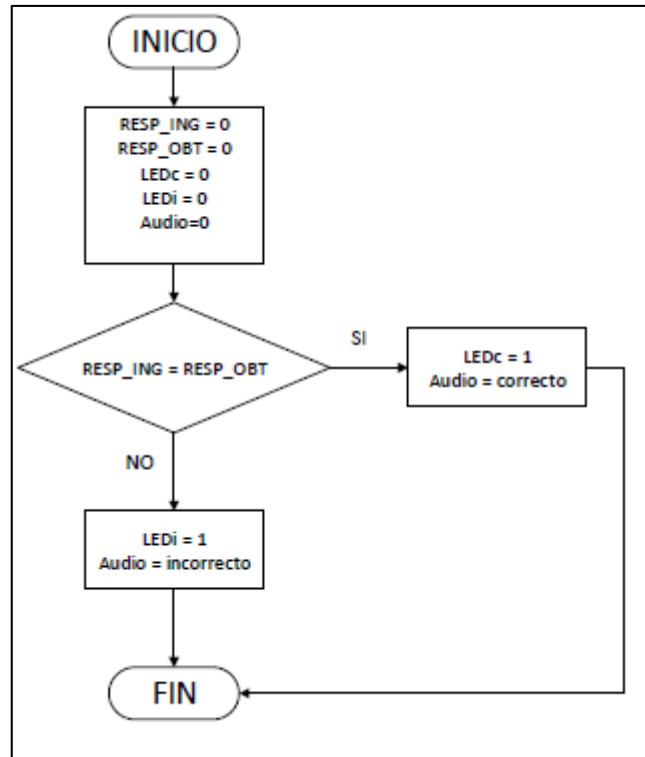 INICIO
RESP_ING = 0
RESP_OBT = 0
LEDc = 0
LEDi = 0
Audio=0
RESP_ING = RESP_OBT
SI
LEDc = 1
Audio = correcto
NO
LEDi = 1
Audio = incorrecto
FIN